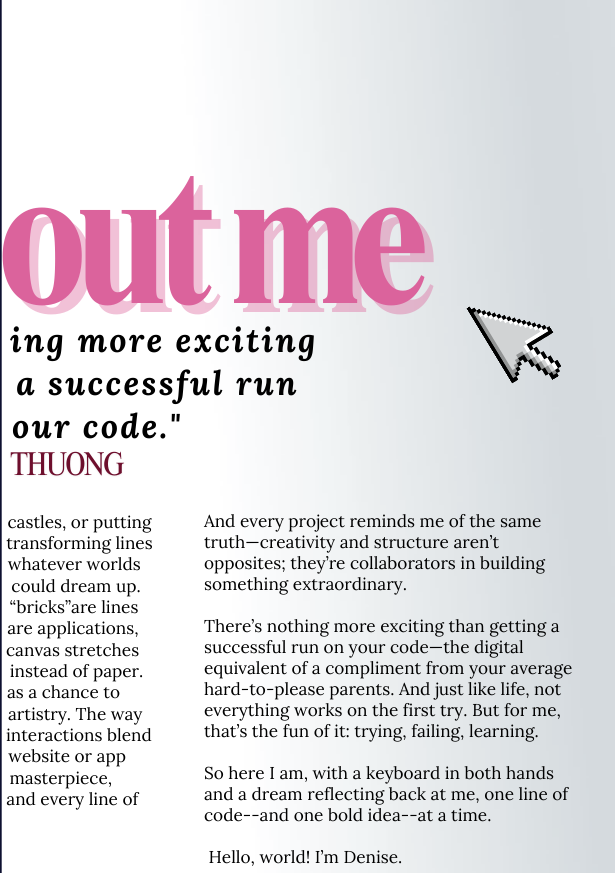 out me
ing more exciting
a successful run
our code."
THUONG
castles, or putting
transforming lines
whatever worlds
could dream up.
“bricks”are lines
are applications,
canvas stretches
instead of paper.
as a chance to
artistry. The way
interactions blend
website or app
masterpiece,
and every line of
And every project reminds me of the same
truth—creativity and structure aren’t
opposites; they’re collaborators in building
something extraordinary.
There’s nothing more exciting than getting a
successful run on your code—the digital
equivalent of a compliment from your average
hard-to-please parents. And just like life, not
everything works on the first try. But for me,
that’s the fun of it: trying, failing, learning.
So here I am, with a keyboard in both hands
and a dream reflecting back at me, one line of
code--and one bold idea--at a time.
Hello, world! I’m Denise.